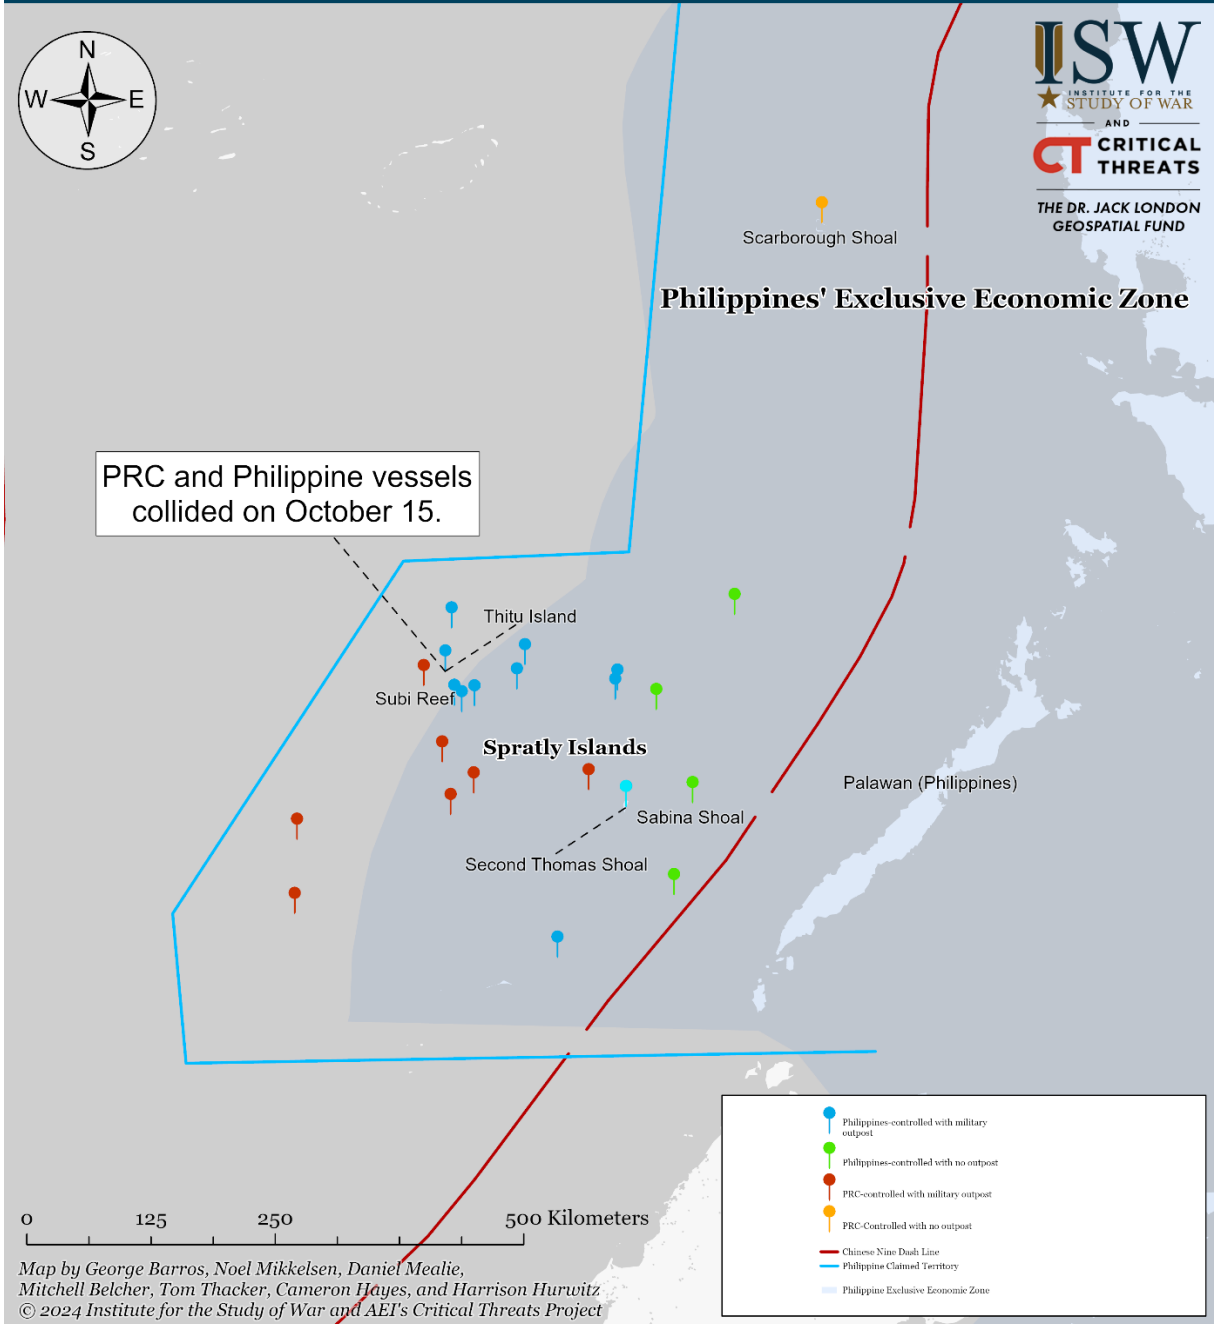 N
W E
S
ISW
INSTITUTE FOR THE
STUDY OF WAR
AND
CT CRITICAL
THREATS
THE DR. JACK LONDON
GEOSPATIAL FUND
Scarborough Shoal
Philippines' Exclusive Economic Zone
PRC and Philippine vessels
collided on October 15.
Thitu Island
Subi Reef
Spratly Islands
Palawan (Philippines)
Sabina Shoal
Second Thomas Shoal
Philippines-controlled with military
outpost
Philippines-controlled with no outpost
PRC-controlled with military outpost
PRC-Controlled with no outpost
Chinese Nine Dash Line
Philippine Claimed Territory
Philippine Exclusive Economic Zone
0 125 250 500 Kilometers
Map by George Barros, Noel Mikkelsen, Daniel Mealie,
Mitchell Belcher, Tom Thacker, Cameron Hayes, and Harrison Hurwitz
© 2024 Institute for the Study of War and AEI's Critical Threats Project